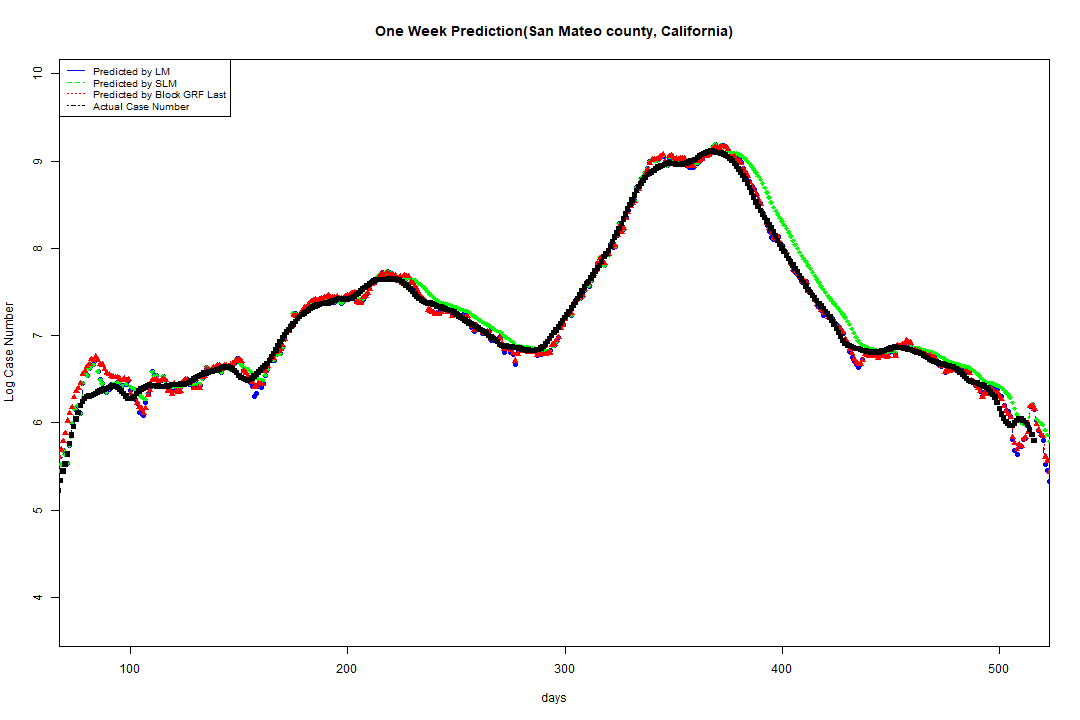 One Week Prediction(San Mateo county, California)
Predicted by LM
Predicted by SLM
Predicted by Block GRF Last
Actual Case Number
10
9
8
7
6
5
4
Log Case Number
100 200 300 400 500
days